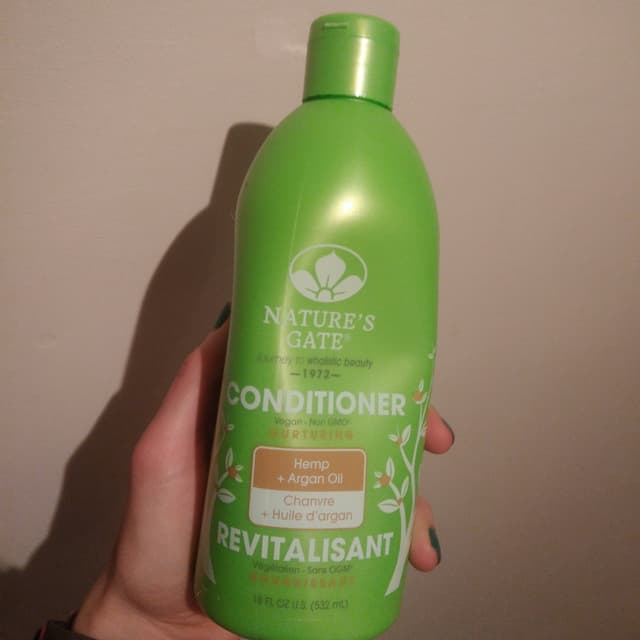 NATURE'S
GATE®
Journey to wholistic beauty
—1972—
CONDITIONER
Vegan - Non GMO
NURTURING
Hemp
+ Argan Oil
Chanvre
+ Huile d'argan
REVITALISANT
Végétalien - Sans OGM
NOURRISSANT
18 FL OZ U.S. (532 mL)